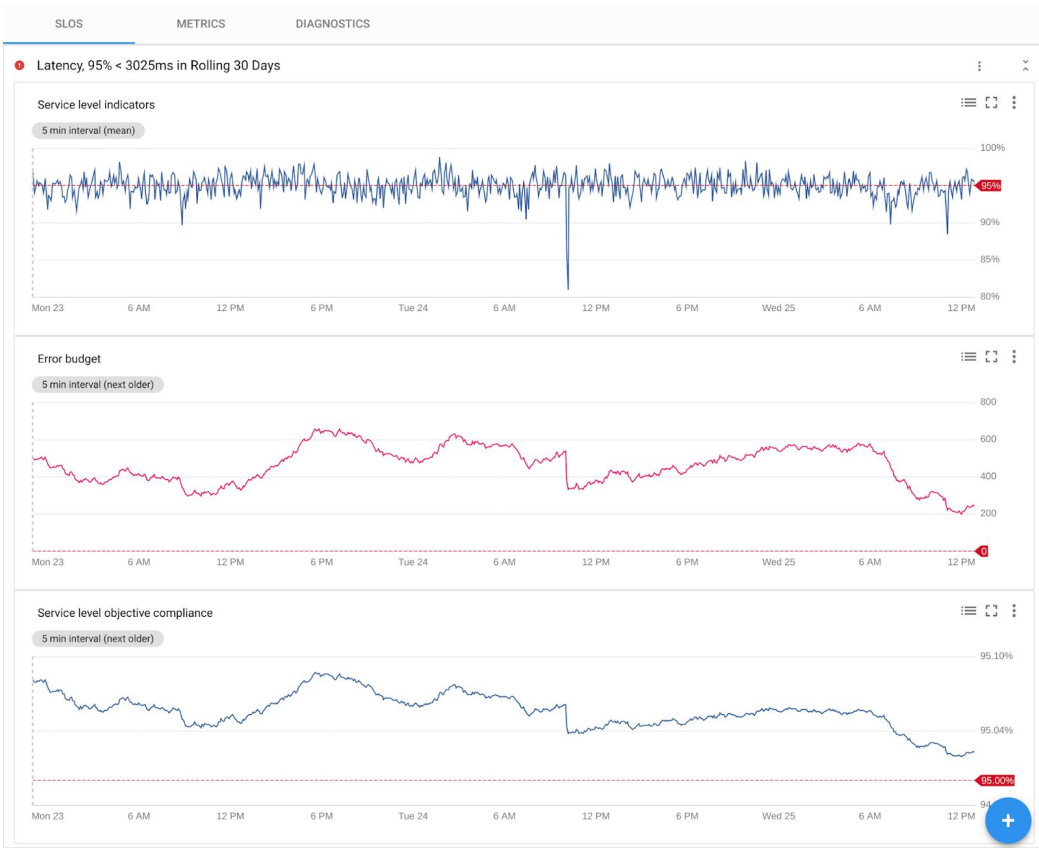 SLOS METRICS DIAGNOSTICS
Latency, 95% < 3025ms in Rolling 30 Days
Service level indicators
5 min interval (mean)
100%
95%
90%
85%
80%
Mon 23 6 AM 12 PM 6 PM Tue 24 6 AM 12 PM 6 PM Wed 25 6 AM 12 PM
Error budget
5 min interval (next older)
800
600
400
200
0
Mon 23 6 AM 12 PM 6 PM Tue 24 6 AM 12 PM 6 PM Wed 25 6 AM 12 PM
Service level objective compliance
5 min interval (next older)
95.10%
95.04%
95.00%
Mon 23 6 AM 12 PM 6 PM Tue 24 6 AM 12 PM 6 PM Wed 25 6 AM 12 PM
+